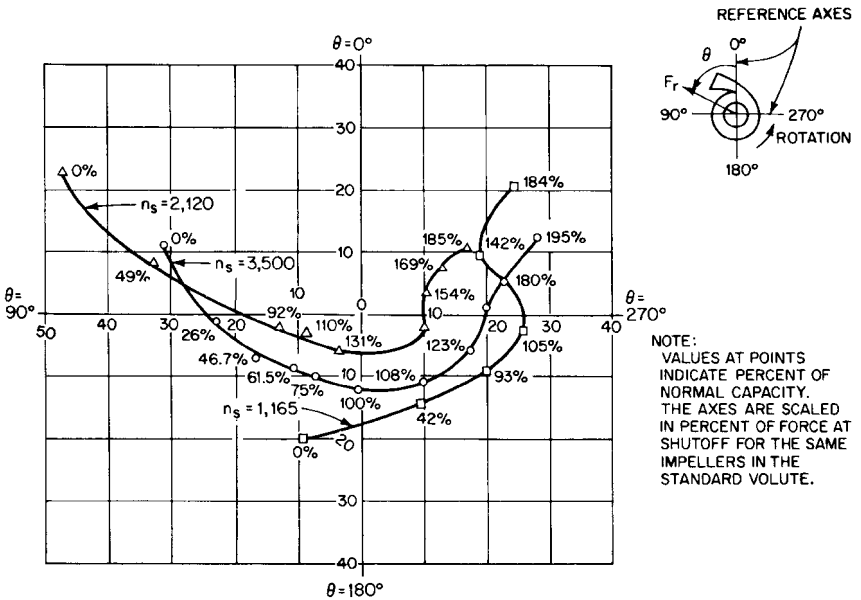 REFERENCE AXES
θ=0°
0°
θ
F_r
90°
270°
ROTATION
180°
40
30
20
10
0%
n_s=2,120
184%
0%
n_s=3,500
185%
142%
195%
49%
169%
180%
154%
θ=
90°
50
40
30
20
10
0
10
20
30
40
θ=
270°
92%
110%
131%
26%
123%
105%
46.7%
61.5%
75%
10
100%
108%
93%
n_s=1,165
42%
0%
20
30
40
θ=180°
NOTE:
VALUES AT POINTS
INDICATE PERCENT OF
NORMAL CAPACITY.
THE AXES ARE SCALED
IN PERCENT OF FORCE AT
SHUTOFF FOR THE SAME
IMPELLERS IN THE
STANDARD VOLUTE.